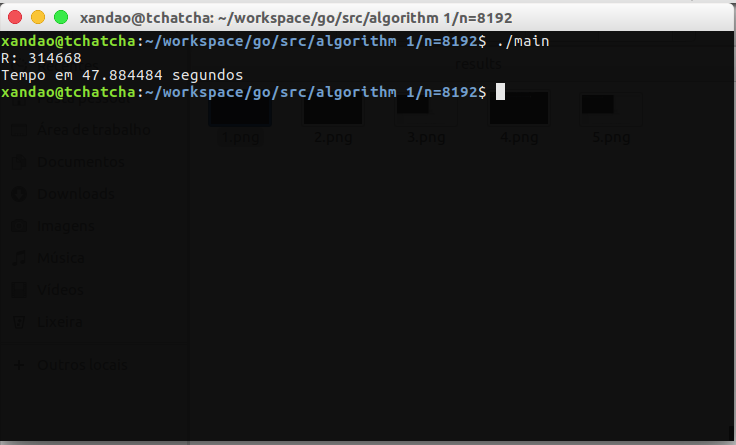 xandao@tchatcha: ~/workspace/go/src/algorithm 1/n=8192
xandao@tchatcha:~/workspace/go/src/algorithm 1/n=8192$ ./main
R: 314668
Tempo em 47.884484 segundos
xandao@tchatcha:~/workspace/go/src/algorithm 1/n=8192$
results
1.png 2.png 3.png 4.png 5.png
Área de trabalho
Documentos
Downloads
Imagens
Música
Vídeos
Lixeira
+ Outros locais